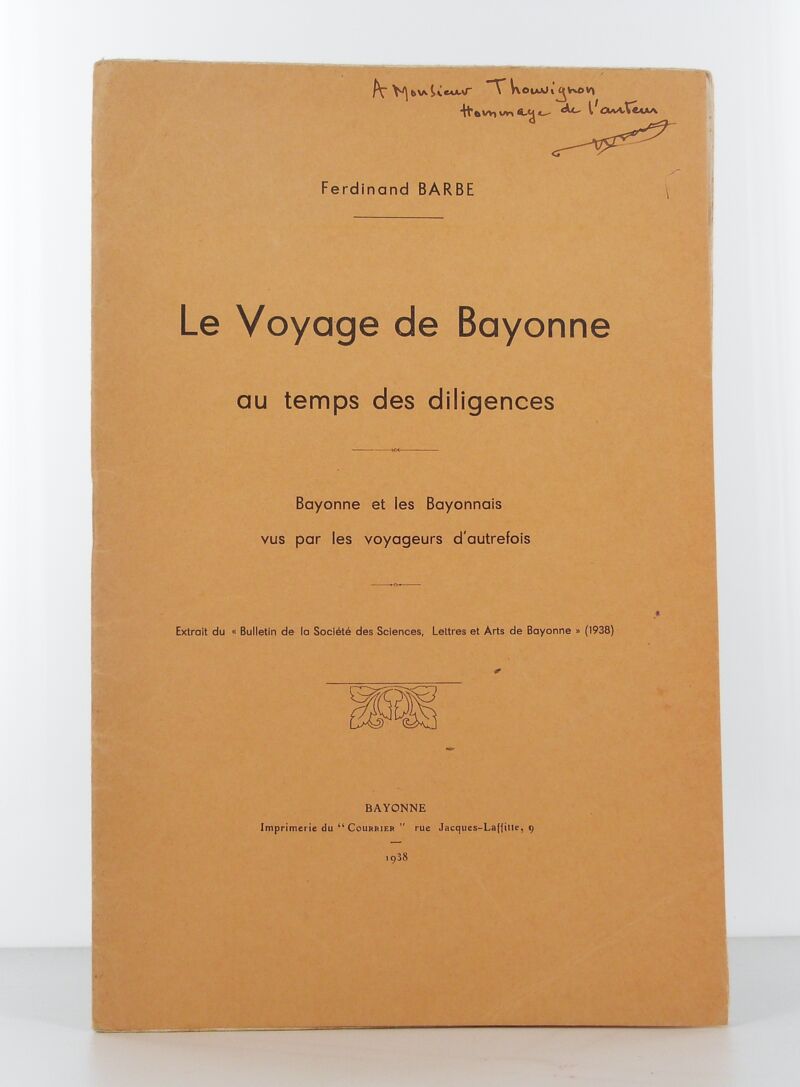 A Monsieur Thouvignon
Hommage de l'auteur
Ferdinand BARBE
Le Voyage de Bayonne
au temps des diligences
Bayonne et les Bayonnais
vus par les voyageurs d'autrefois
Extrait du « Bulletin de la Société des Sciences, Lettres et Arts de Bayonne » (1938)
BAYONNE
Imprimerie du "COURRIER" rue Jacques-Laffitte, 9
1938